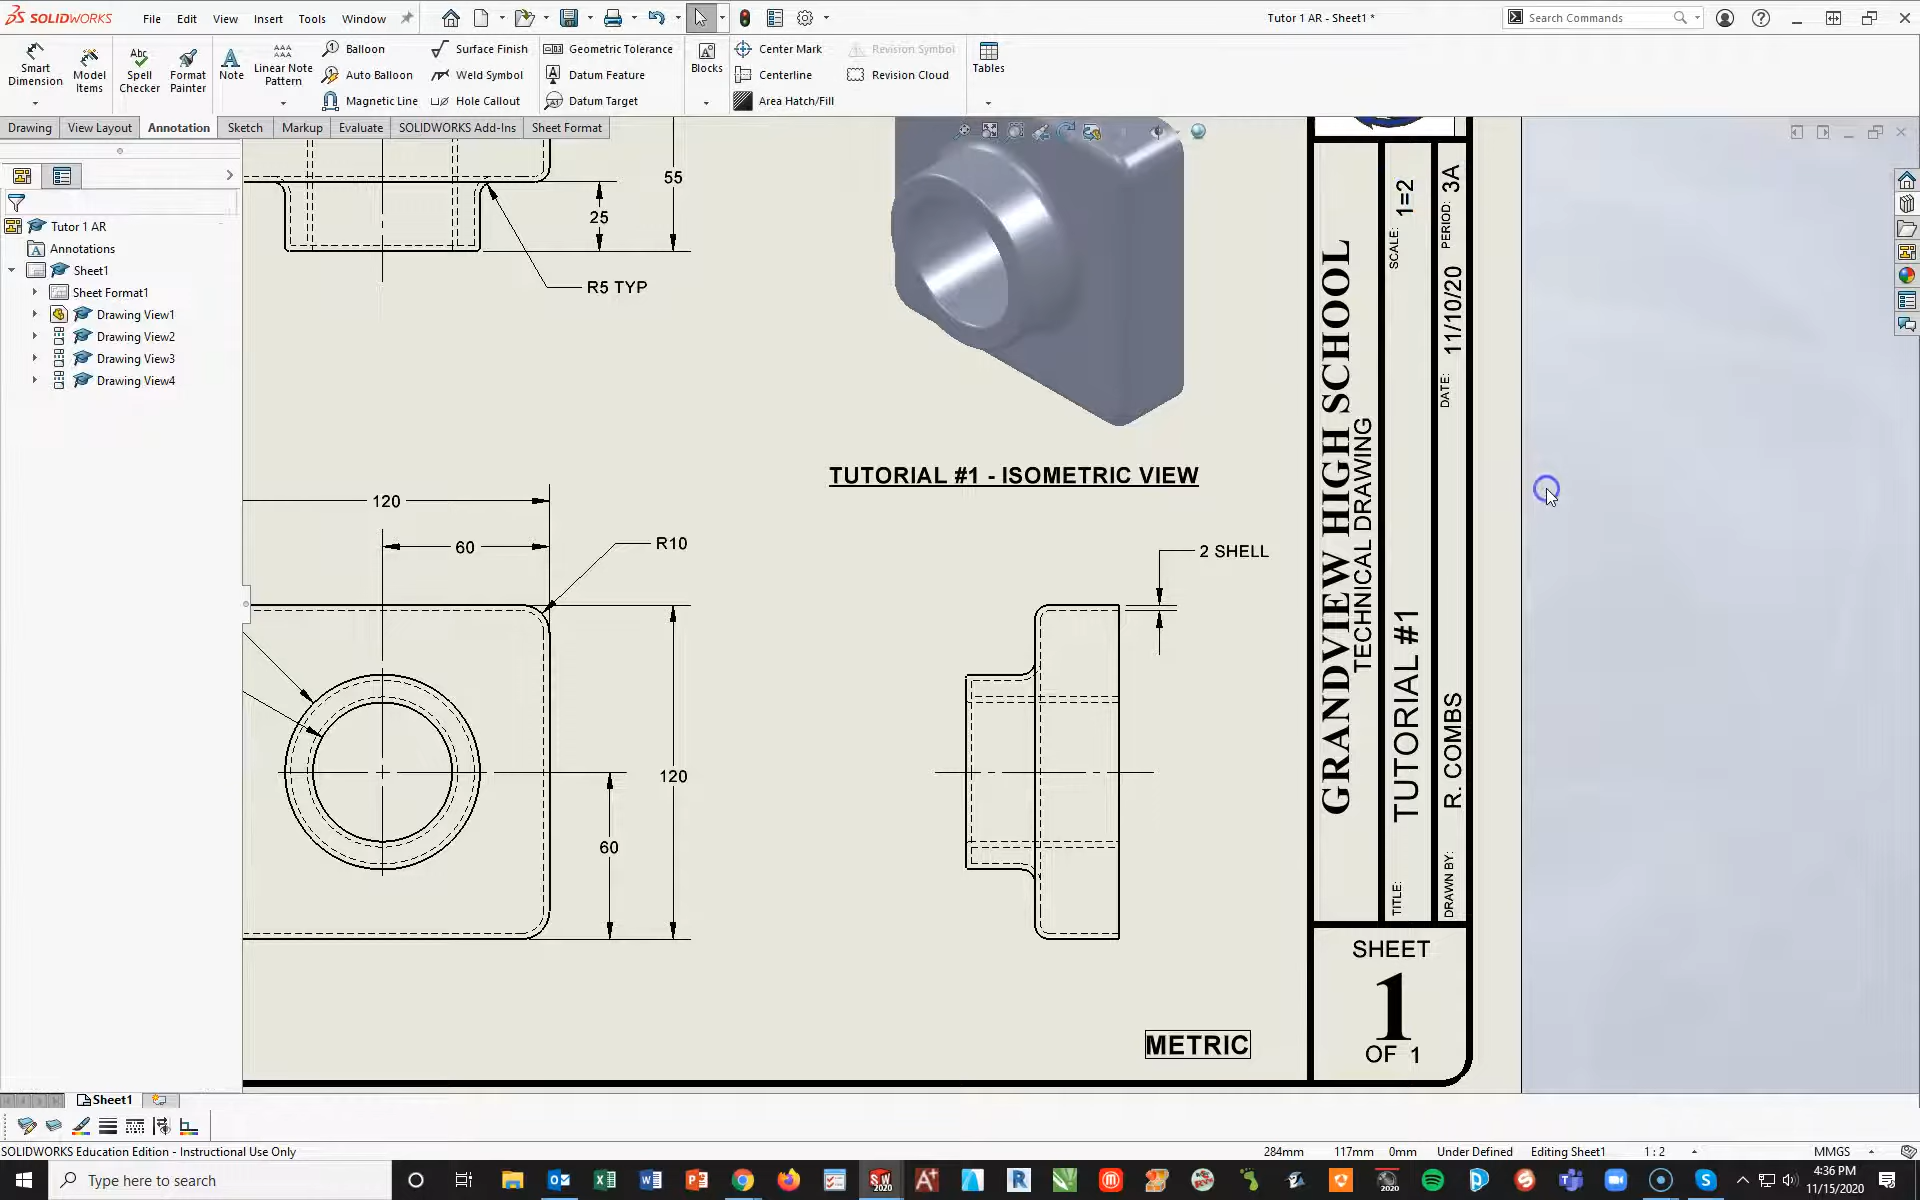 SOLIDWORKS
File Edit View Insert Tools Window
Tutor 1 AR - Sheet1 *
Search Commands
Smart Dimension
Model Items
Abc
Spell Checker
Format Painter
Note
Linear Note Pattern
Balloon
Auto Balloon
Magnetic Line
Surface Finish
Weld Symbol
Hole Callout
Geometric Tolerance
Datum Feature
Datum Target
Blocks
Center Mark
Centerline
Area Hatch/Fill
Revision Symbol
Revision Cloud
Tables
Drawing View Layout Annotation Sketch Markup Evaluate SOLIDWORKS Add-Ins Sheet Format
Tutor 1 AR
Annotations
Sheet1
Sheet Format1
Drawing View1
Drawing View2
Drawing View3
Drawing View4
55
25
R5 TYP
TUTORIAL #1 - ISOMETRIC VIEW
120
60
R10
2 SHELL
120
60
METRIC
GRANDVIEW HIGH SCHOOL
TECHNICAL DRAWING
TITLE: TUTORIAL #1 SCALE: 1=2
DRAWN BY: R. COMBS DATE: 11/10/20 PERIOD: 3A
SHEET
1
OF 1
Sheet1
SOLIDWORKS Education Edition - Instructional Use Only
284mm 117mm 0mm Under Defined Editing Sheet1 1 : 2 MMGS
Type here to search
4:36 PM
11/15/2020